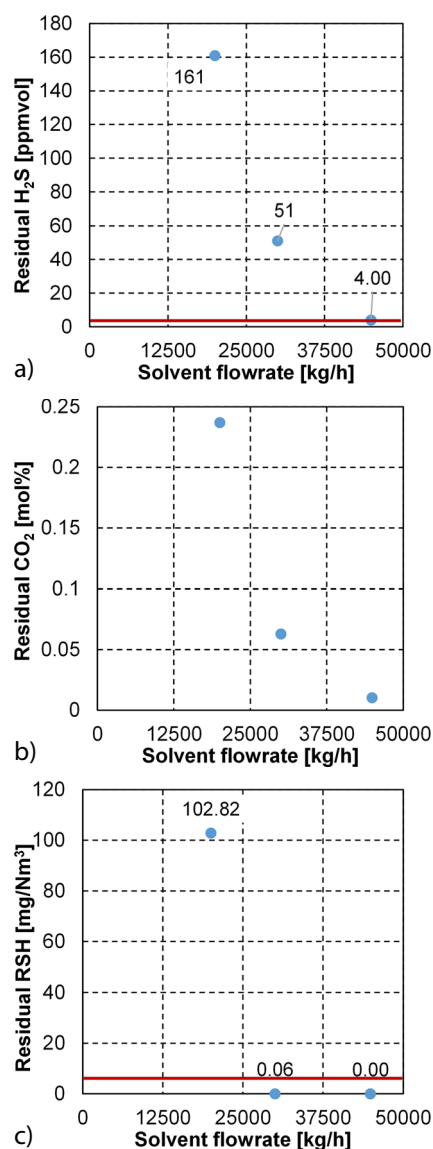 180
160
140
120
100
80
60
40
20
0
Residual H₂S [ppmvol]
161
51
4.00
0 12500 25000 37500 50000
Solvent flowrate [kg/h]
a)
0.25
0.2
0.15
0.1
0.05
0
Residual CO₂ [mol%]
0 12500 25000 37500 50000
Solvent flowrate [kg/h]
b)
120
100
80
60
40
20
0
Residual RSH [mg/Nm³]
102.82
0.06 0.00
0 12500 25000 37500 50000
Solvent flowrate [kg/h]
c)